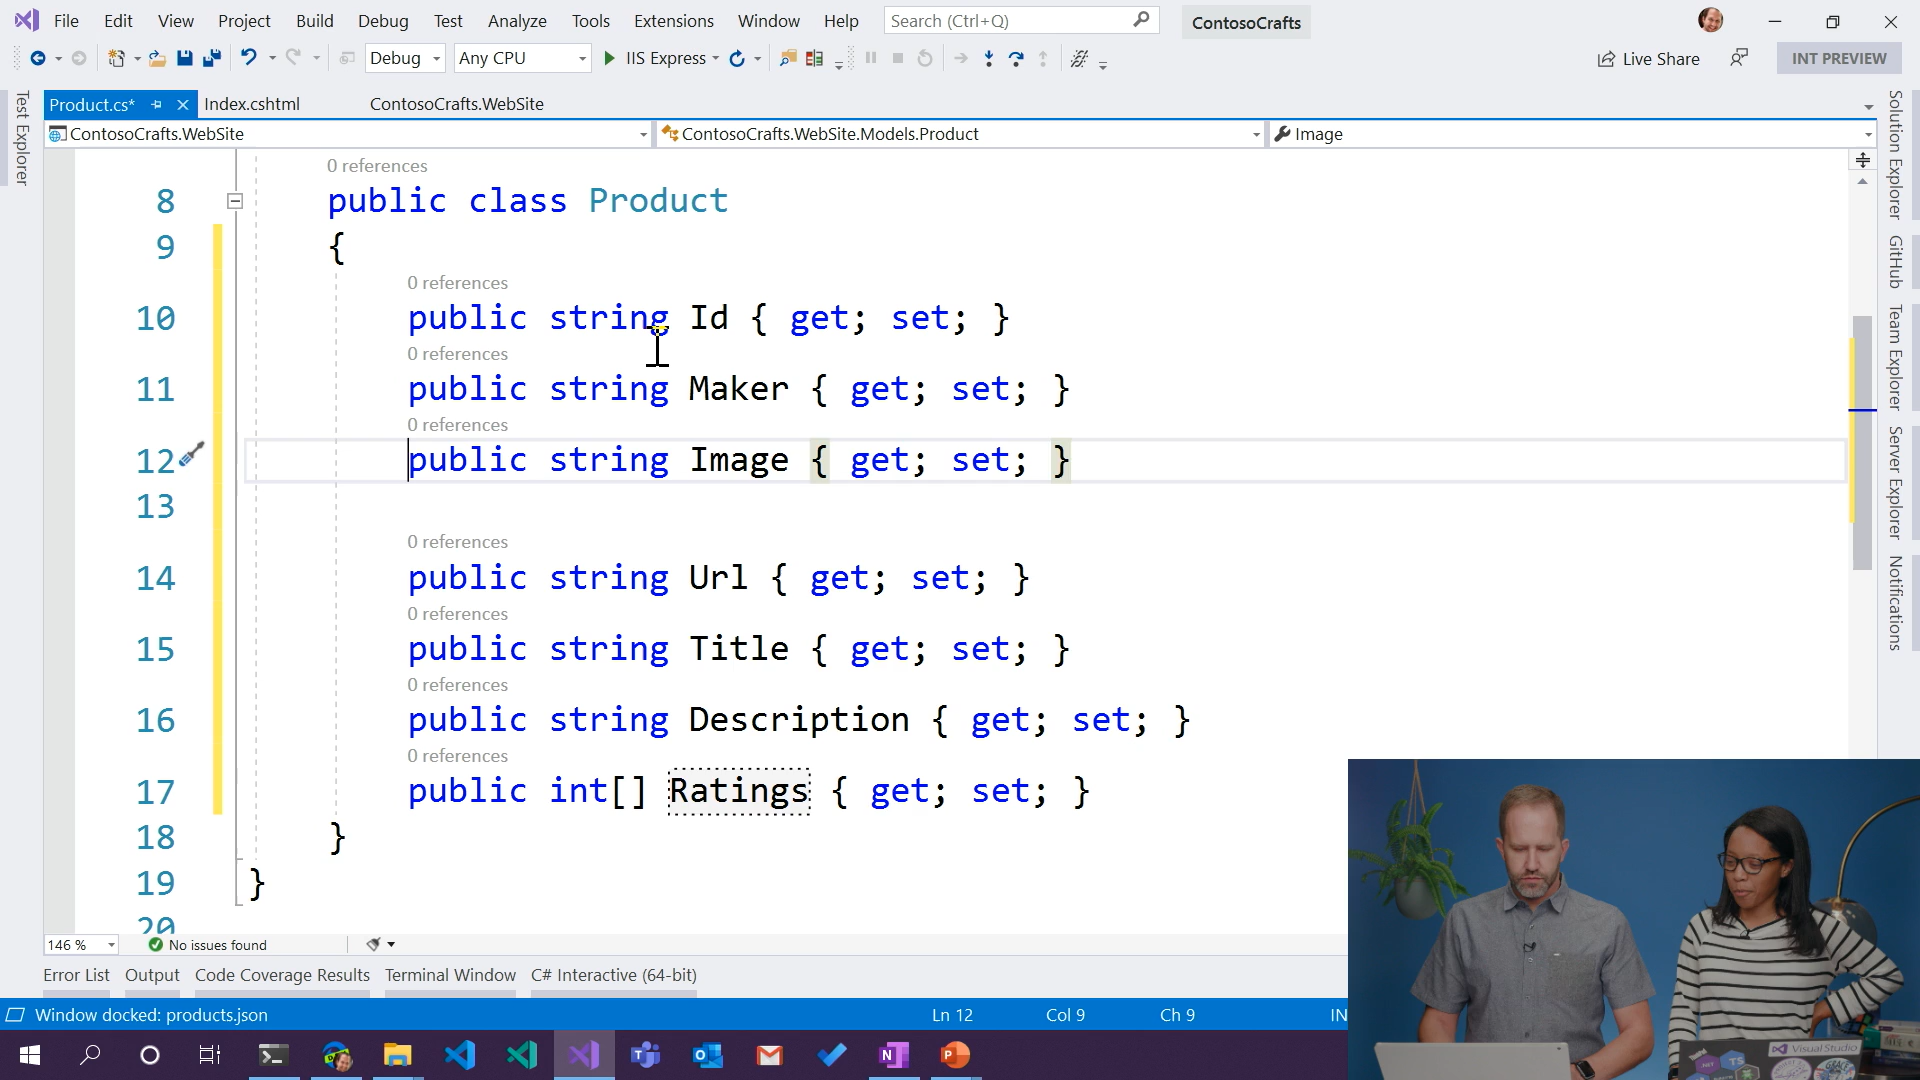 File Edit View Project Build Debug Test Analyze Tools Extensions Window Help Search (Ctrl+Q) ContosoCrafts
Debug Any CPU IIS Express Live Share INT PREVIEW
Product.cs* Index.cshtml ContosoCrafts.WebSite
ContosoCrafts.WebSite ContosoCrafts.WebSite.Models.Product Image
0 references
8 public class Product
9 {
0 references
10 public string Id { get; set; }
0 references
11 public string Maker { get; set; }
0 references
12 public string Image { get; set; }
13
0 references
14 public string Url { get; set; }
0 references
15 public string Title { get; set; }
0 references
16 public string Description { get; set; }
0 references
17 public int[] Ratings { get; set; }
18 }
19 }
20
146 % No issues found
Error List Output Code Coverage Results Terminal Window C# Interactive (64-bit)
Window docked: products.json Ln 12 Col 9 Ch 9 IN
Test Explorer
Solution Explorer
GitHub
Team Explorer
Server Explorer
Notifications
Visual Studio